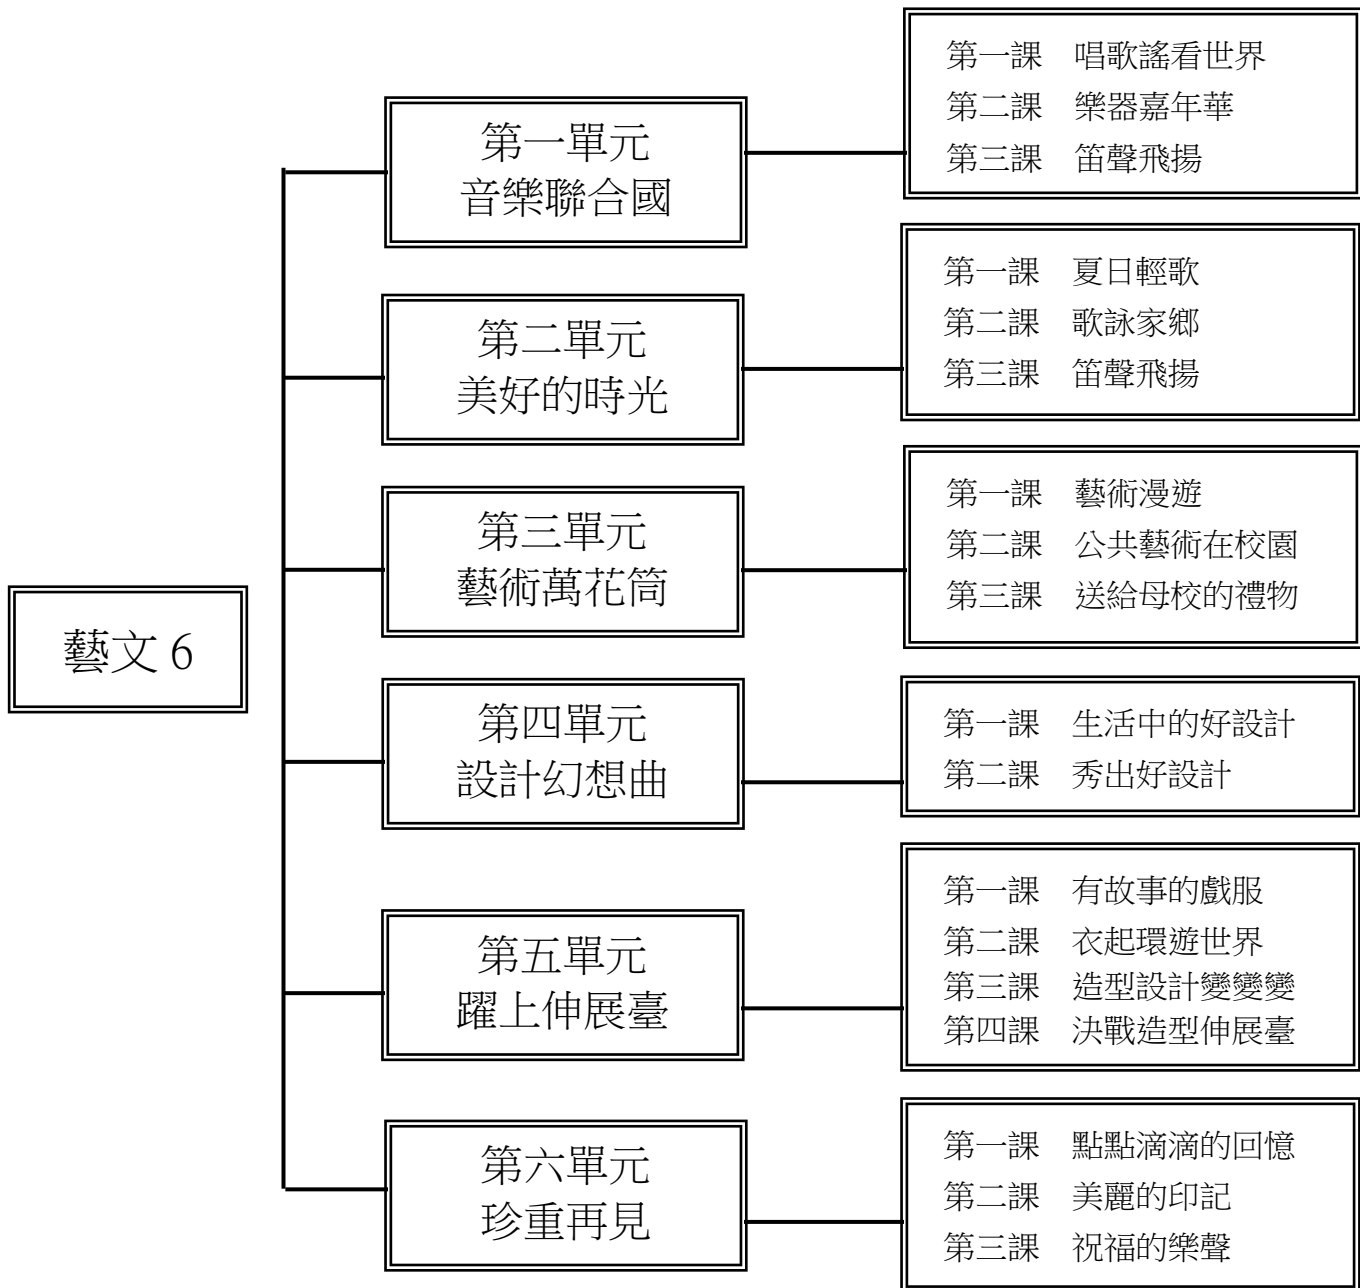 藝文 6
第一單元
音樂聯合國
第一課　唱歌謠看世界
第二課　樂器嘉年華
第三課　笛聲飛揚
第二單元
美好的時光
第一課　夏日輕歌
第二課　歌詠家鄉
第三課　笛聲飛揚
第三單元
藝術萬花筒
第一課　藝術漫遊
第二課　公共藝術在校園
第三課　送給母校的禮物
第四單元
設計幻想曲
第一課　生活中的好設計
第二課　秀出好設計
第五單元
躍上伸展臺
第一課　有故事的戲服
第二課　衣起環遊世界
第三課　造型設計變變變
第四課　決戰造型伸展臺
第六單元
珍重再見
第一課　點點滴滴的回憶
第二課　美麗的印記
第三課　祝福的樂聲